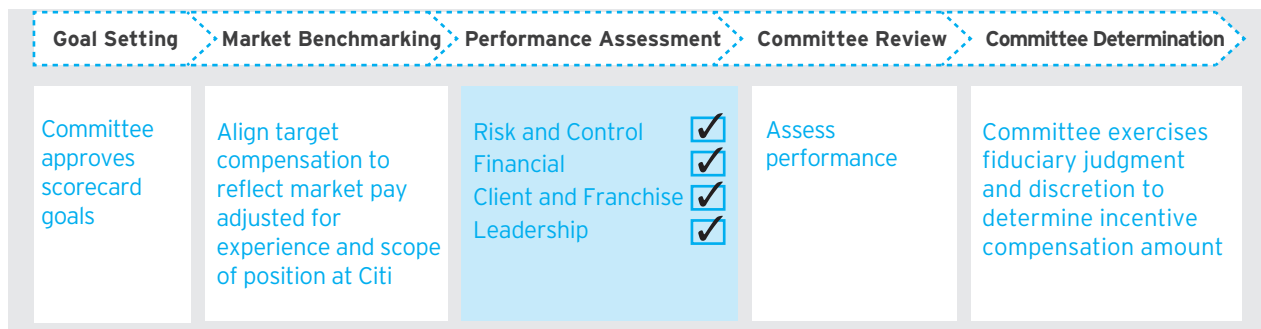 Goal Setting
Market Benchmarking
Performance Assessment
Committee Review
Committee Determination
Committee
approves
scorecard
goals
Align target
compensation to
reflect market pay
adjusted for
experience and scope
of position at Citi
Risk and Control
Financial
Client and Franchise
Leadership
Assess
performance
Committee exercises
fiduciary judgment
and discretion to
determine incentive
compensation amount